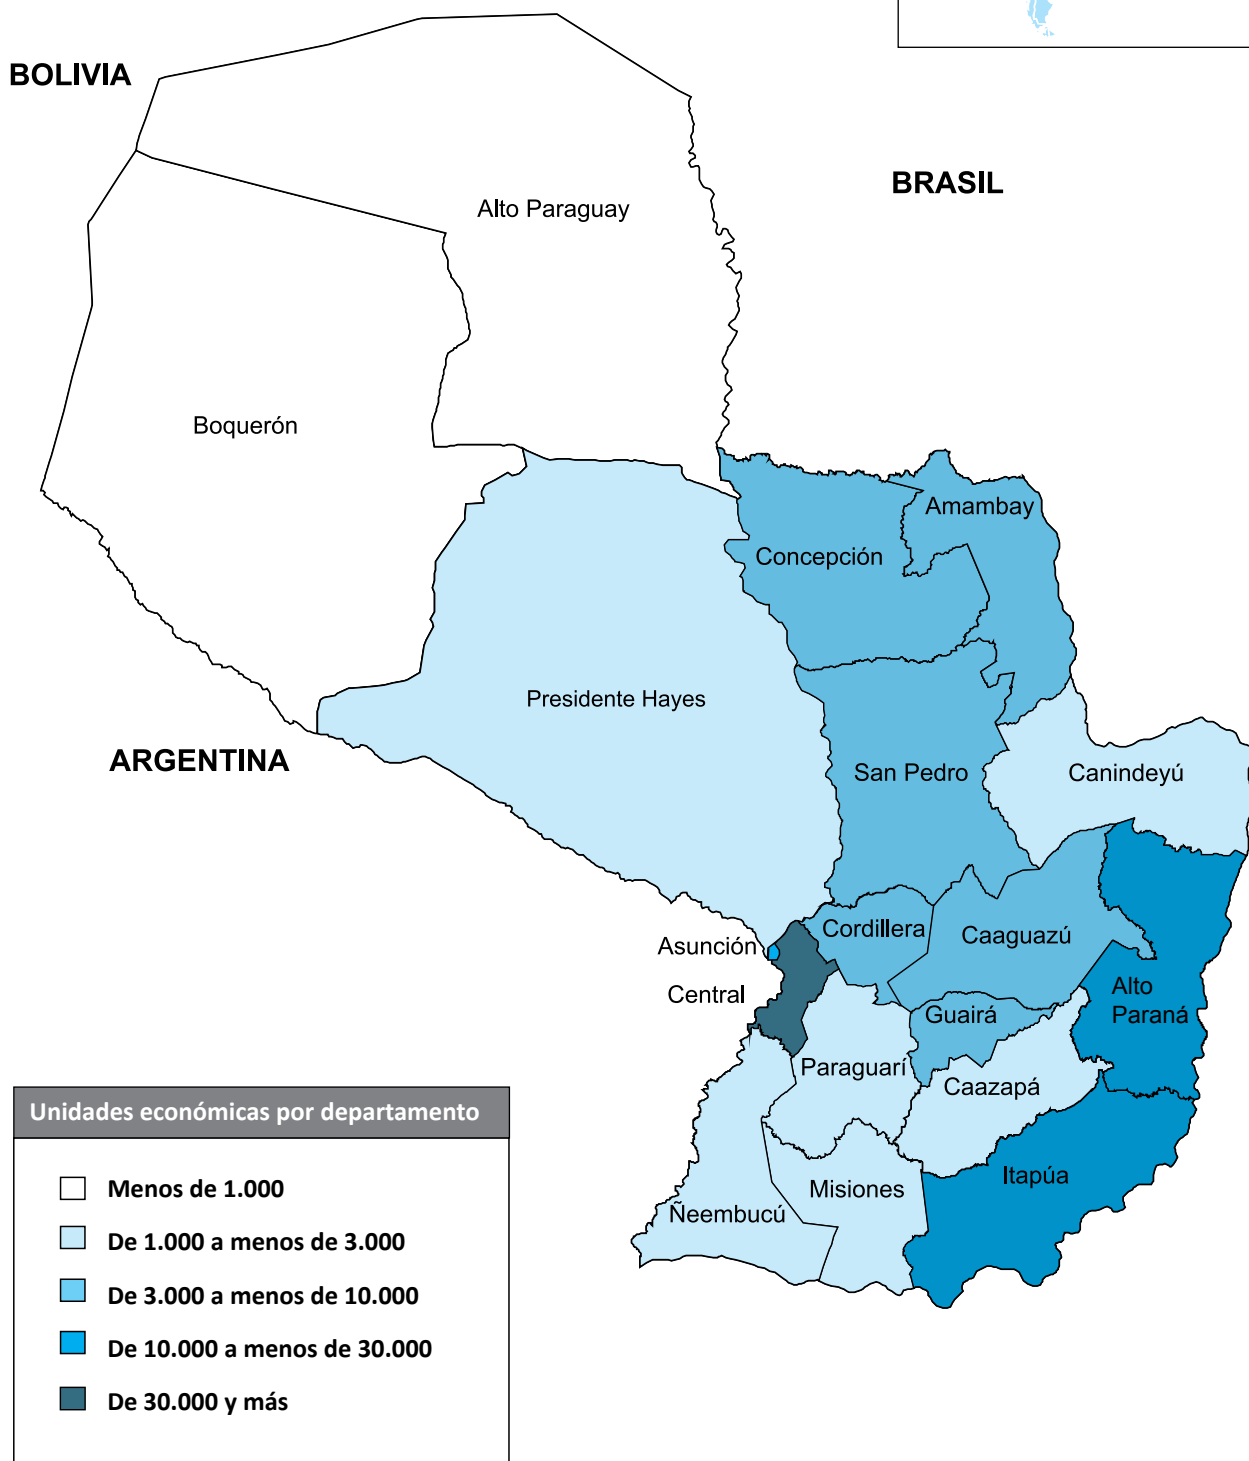 BOLIVIA
BRASIL
Alto Paraguay
Boquerón
Amambay
Concepción
Presidente Hayes
ARGENTINA
San Pedro
Canindeyú
Cordillera
Caaguazú
Asunción
Central
Alto
Paraná
Guairá
Paraguarí
Caazapá
Itapúa
Misiones
Ñeembucú
Unidades económicas por departamento
Menos de 1.000
De 1.000 a menos de 3.000
De 3.000 a menos de 10.000
De 10.000 a menos de 30.000
De 30.000 y más